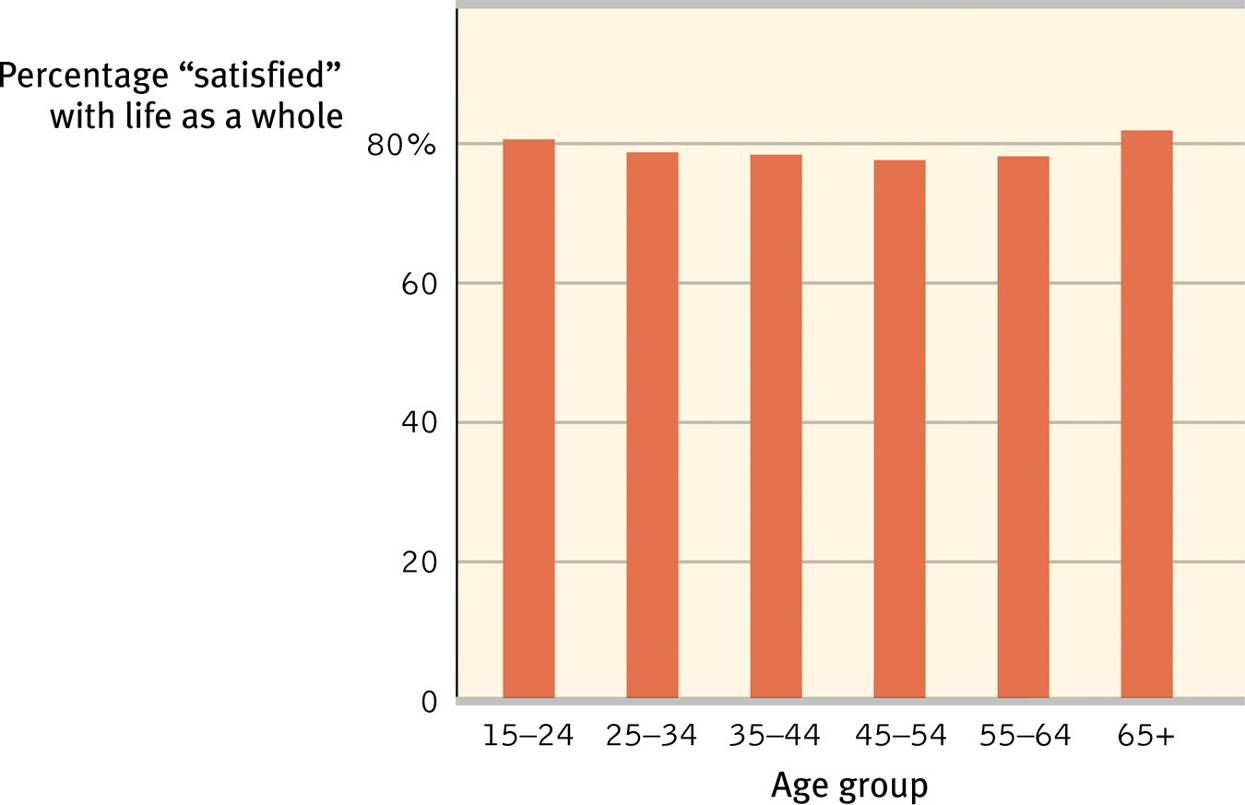 Percentage “satisfied”
with life as a whole
80%
60
40
20
0
15–24 25–34 35–44 45–54 55–64 65+
Age group